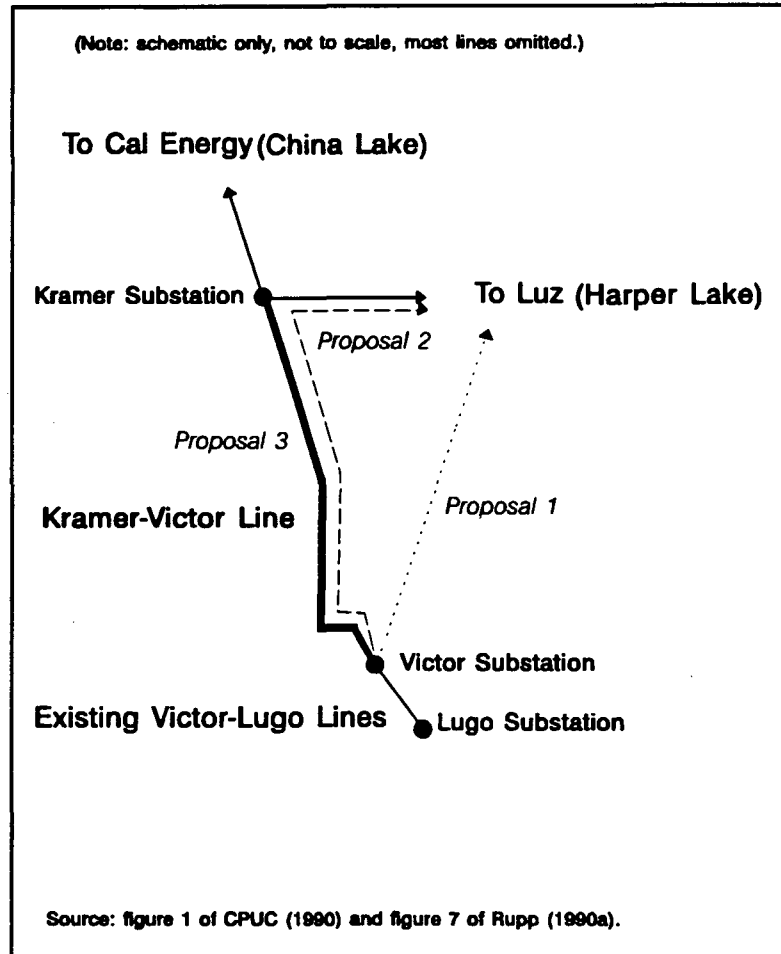 (Note: schematic only, not to scale, most lines omitted.)
To Cal Energy (China Lake)
Kramer Substation
To Luz (Harper Lake)
Proposal 2
Proposal 3
Proposal 1
Kramer-Victor Line
Victor Substation
Existing Victor-Lugo Lines
Lugo Substation
Source: figure 1 of CPUC (1990) and figure 7 of Rupp (1990a).